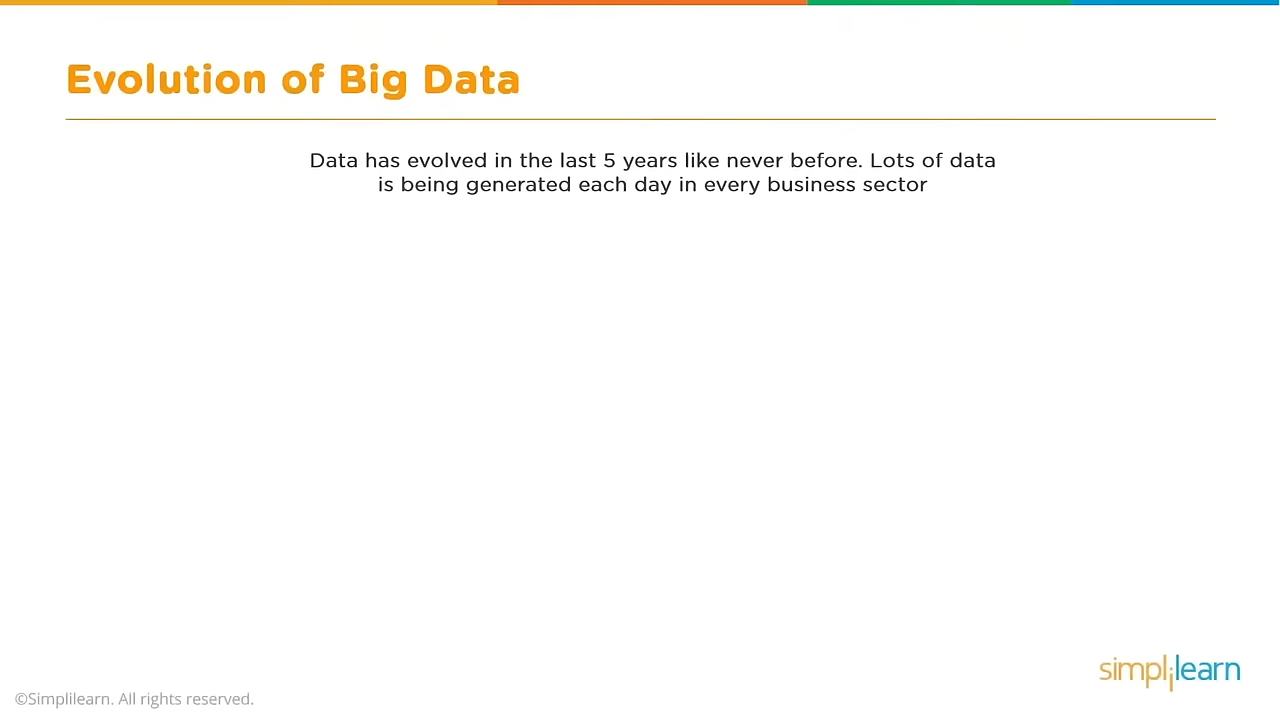 Evolution of Big Data
Data has evolved in the last 5 years like never before. Lots of data
is being generated each day in every business sector
simplilearn
©Simplilearn. All rights reserved.